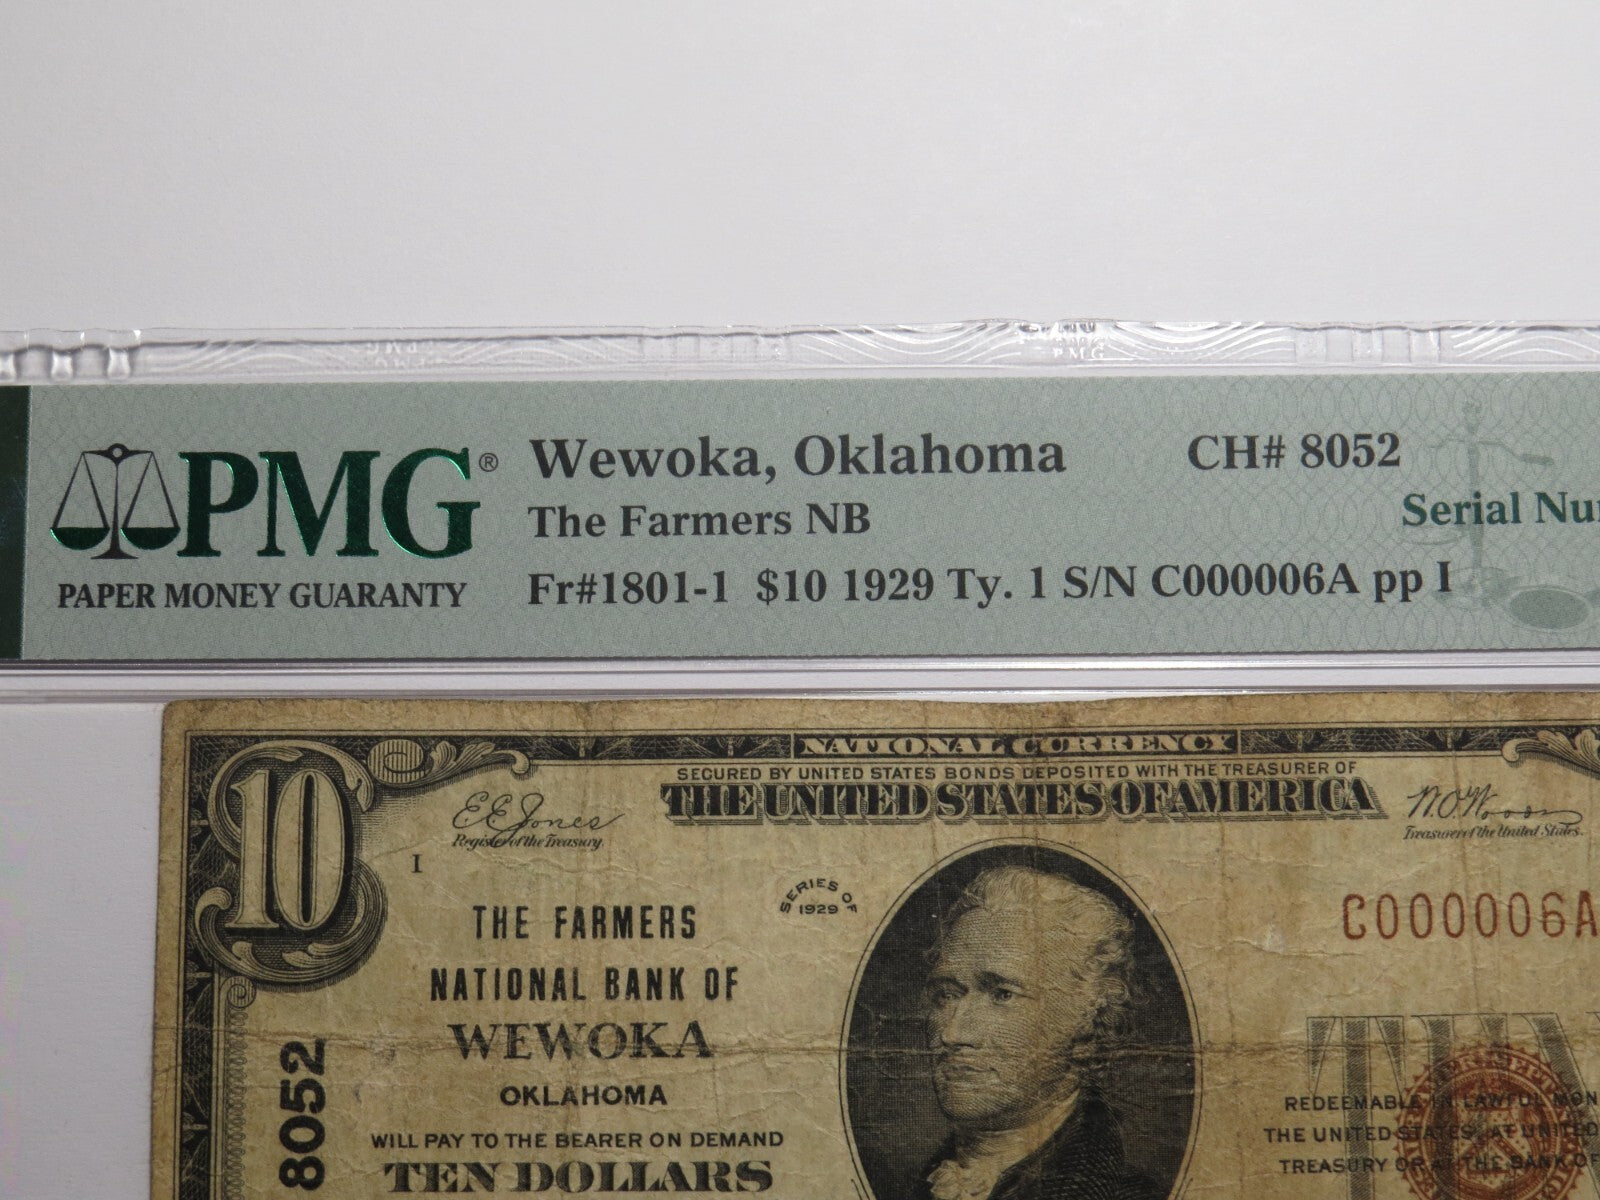 PMG
PMG
PMG®
PAPER MONEY GUARANTY
Wewoka, Oklahoma CH# 8052
The Farmers NB Serial
Fr#1801-1 $10 1929 Ty. 1 S/N C000006A pp I
NATIONAL CURRENCY
SECURED BY UNITED STATES BONDS DEPOSITED WITH THE TREASURER OF
THE UNITED STATES OF AMERICA
10
E E Jones
Register of the Treasury.
W. O. Woods
Treasurer of the United States.
I
SERIES OF
1929
C000006A
THE FARMERS
NATIONAL BANK OF
WEWOKA
OKLAHOMA
WILL PAY TO THE BEARER ON DEMAND
TEN DOLLARS
8052
REDEEMABLE IN LAWFUL
THE UNITED STATES AT UNITED
TREASURY OR AT THE BANK OF